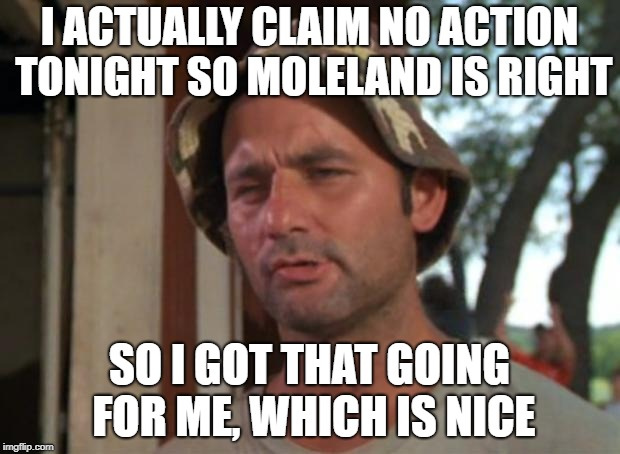 I ACTUALLY CLAIM NO ACTION
TONIGHT SO MOLELAND IS RIGHT
SO I GOT THAT GOING
FOR ME, WHICH IS NICE
imgflip.com